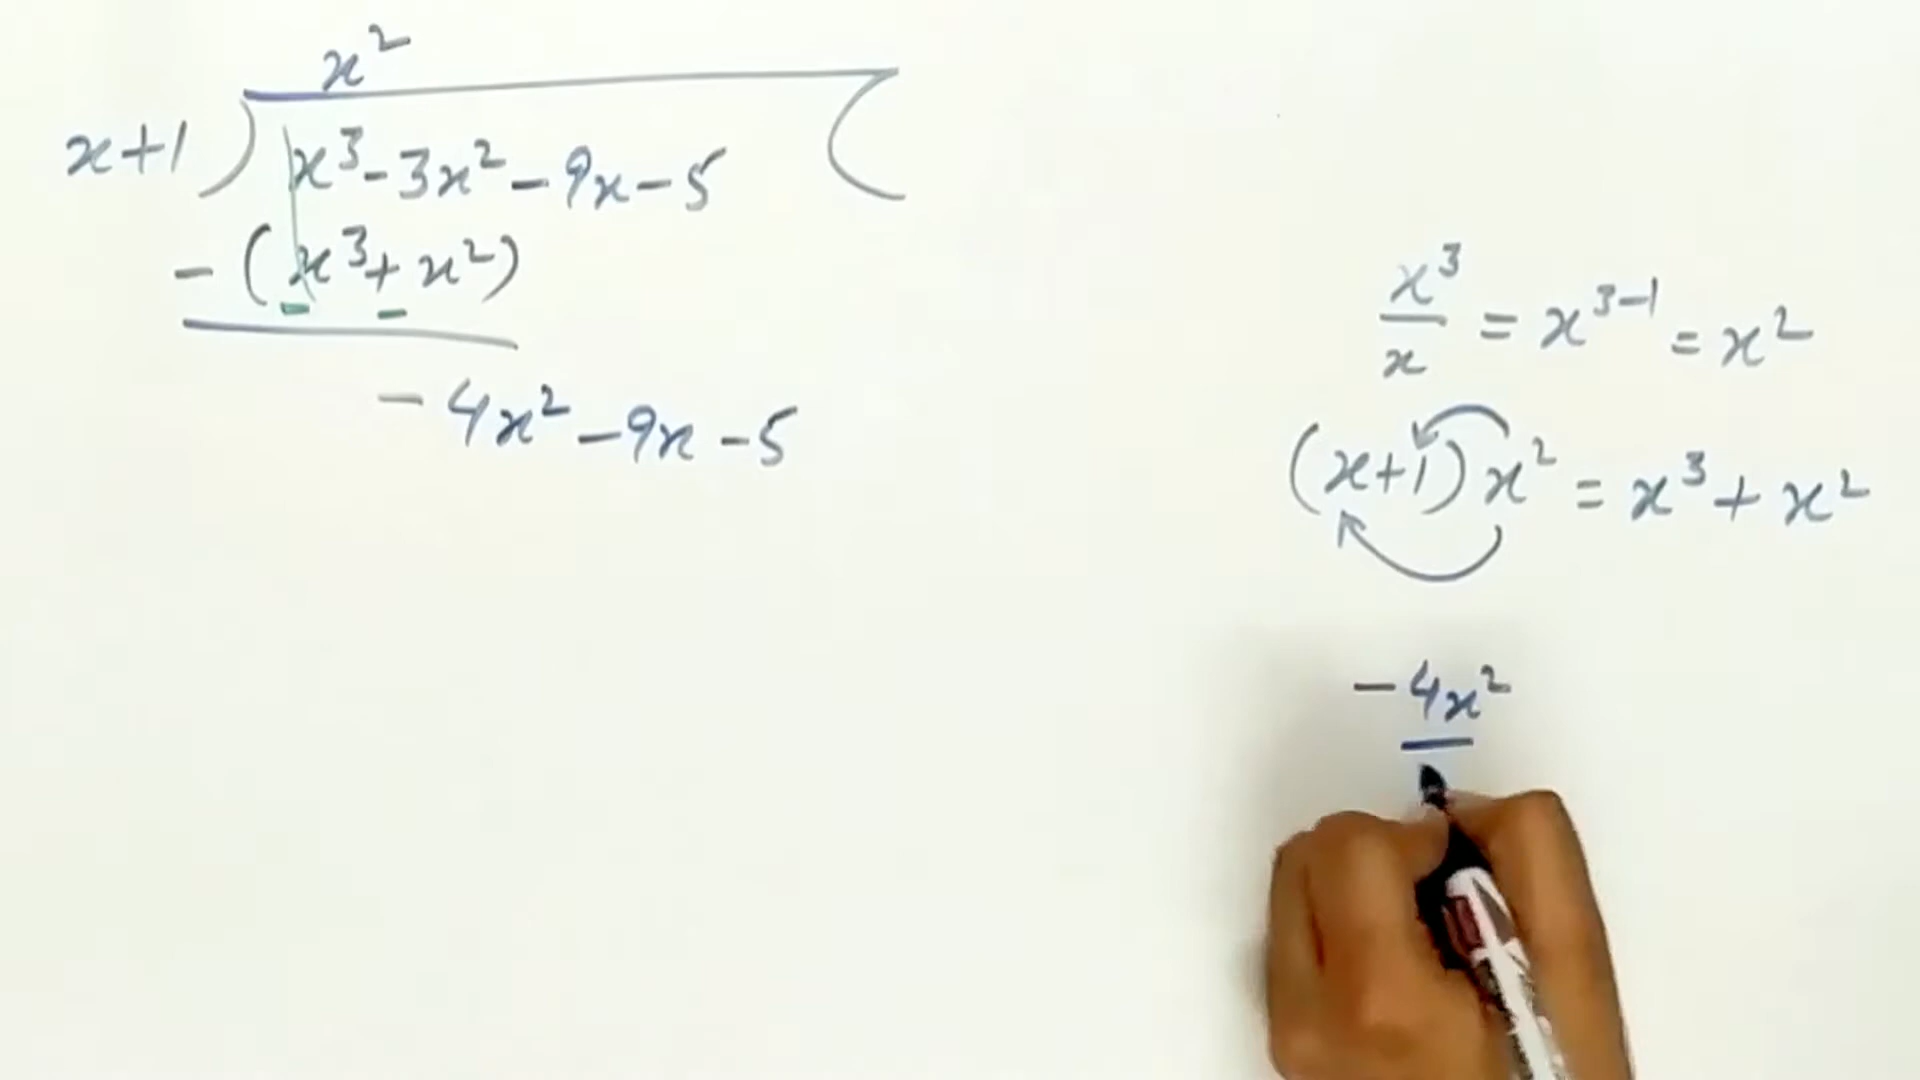 x²
x+1 ) x³ - 3x² - 9x - 5 (
- (x³ + x²)
- -
- 4x² - 9x - 5
x³/x = x³⁻¹ = x²
(x+1) x² = x³ + x²
- 4x²